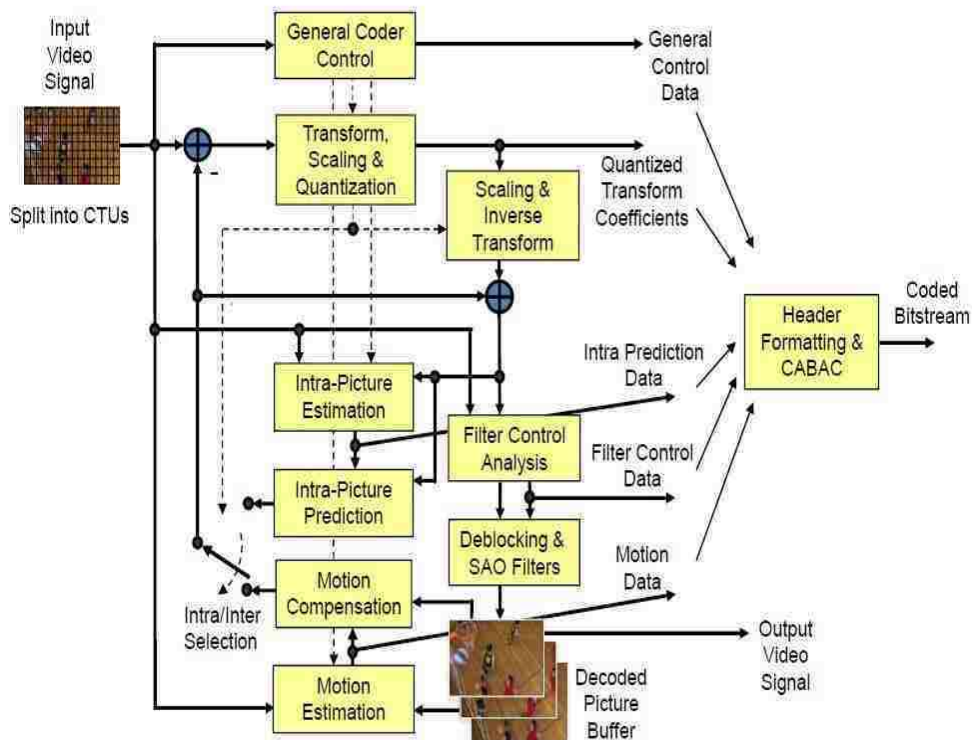 Input
Video
Signal
Split into CTUs
General Coder
Control
General
Control
Data
Transform,
Scaling &
Quantization
Quantized
Transform
Coefficients
Scaling &
Inverse
Transform
Header
Formatting &
CABAC
Coded
Bitstream
Intra-Picture
Estimation
Intra Prediction
Data
Filter Control
Analysis
Filter Control
Data
Intra-Picture
Prediction
Deblocking &
SAO Filters
Motion
Data
Motion
Compensation
Intra/Inter
Selection
Output
Video
Signal
Motion
Estimation
Decoded
Picture
Buffer